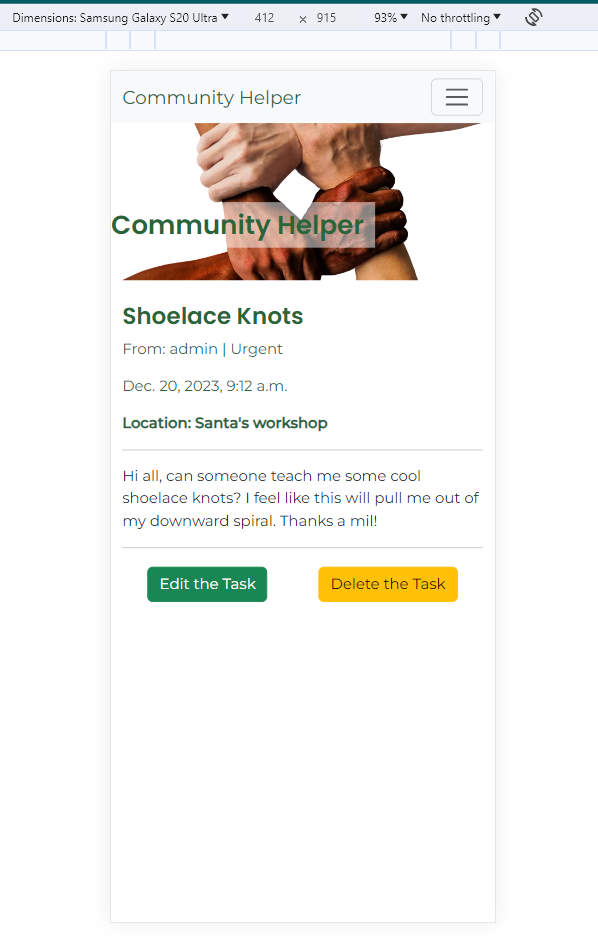 Dimensions: Samsung Galaxy S20 Ultra 412 × 915 93% No throttling
Community Helper
Community Helper
Shoelace Knots
From: admin | Urgent
Dec. 20, 2023, 9:12 a.m.
Location: Santa's workshop
Hi all, can someone teach me some cool
shoelace knots? I feel like this will pull me out of
my downward spiral. Thanks a mil!
Edit the Task Delete the Task